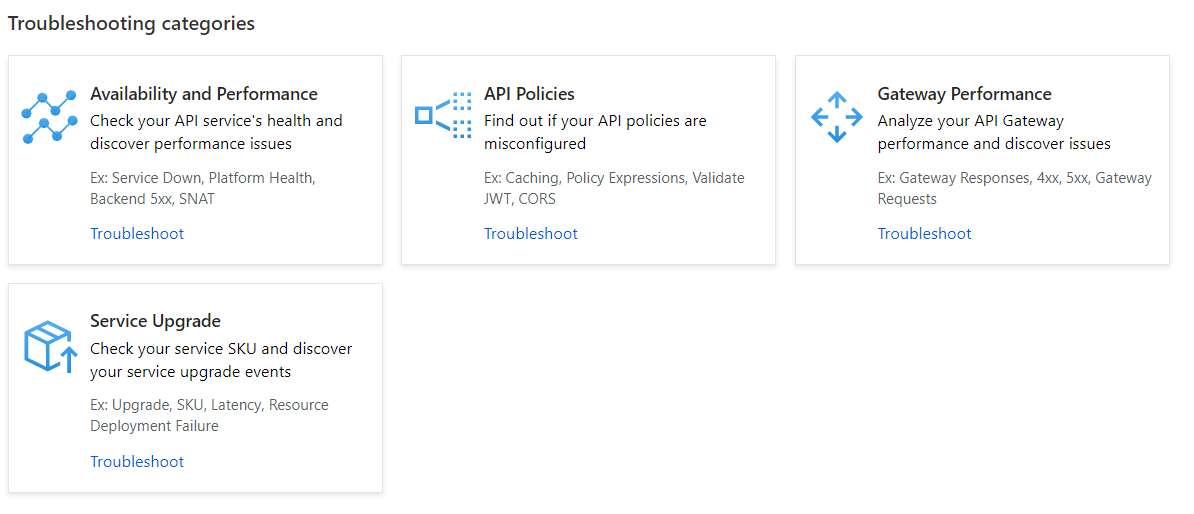 Troubleshooting categories
Availability and Performance
Check your API service's health and
discover performance issues
Ex: Service Down, Platform Health,
Backend 5xx, SNAT
Troubleshoot
API Policies
Find out if your API policies are
misconfigured
Ex: Caching, Policy Expressions, Validate
JWT, CORS
Troubleshoot
Gateway Performance
Analyze your API Gateway
performance and discover issues
Ex: Gateway Responses, 4xx, 5xx, Gateway
Requests
Troubleshoot
Service Upgrade
Check your service SKU and discover
your service upgrade events
Ex: Upgrade, SKU, Latency, Resource
Deployment Failure
Troubleshoot